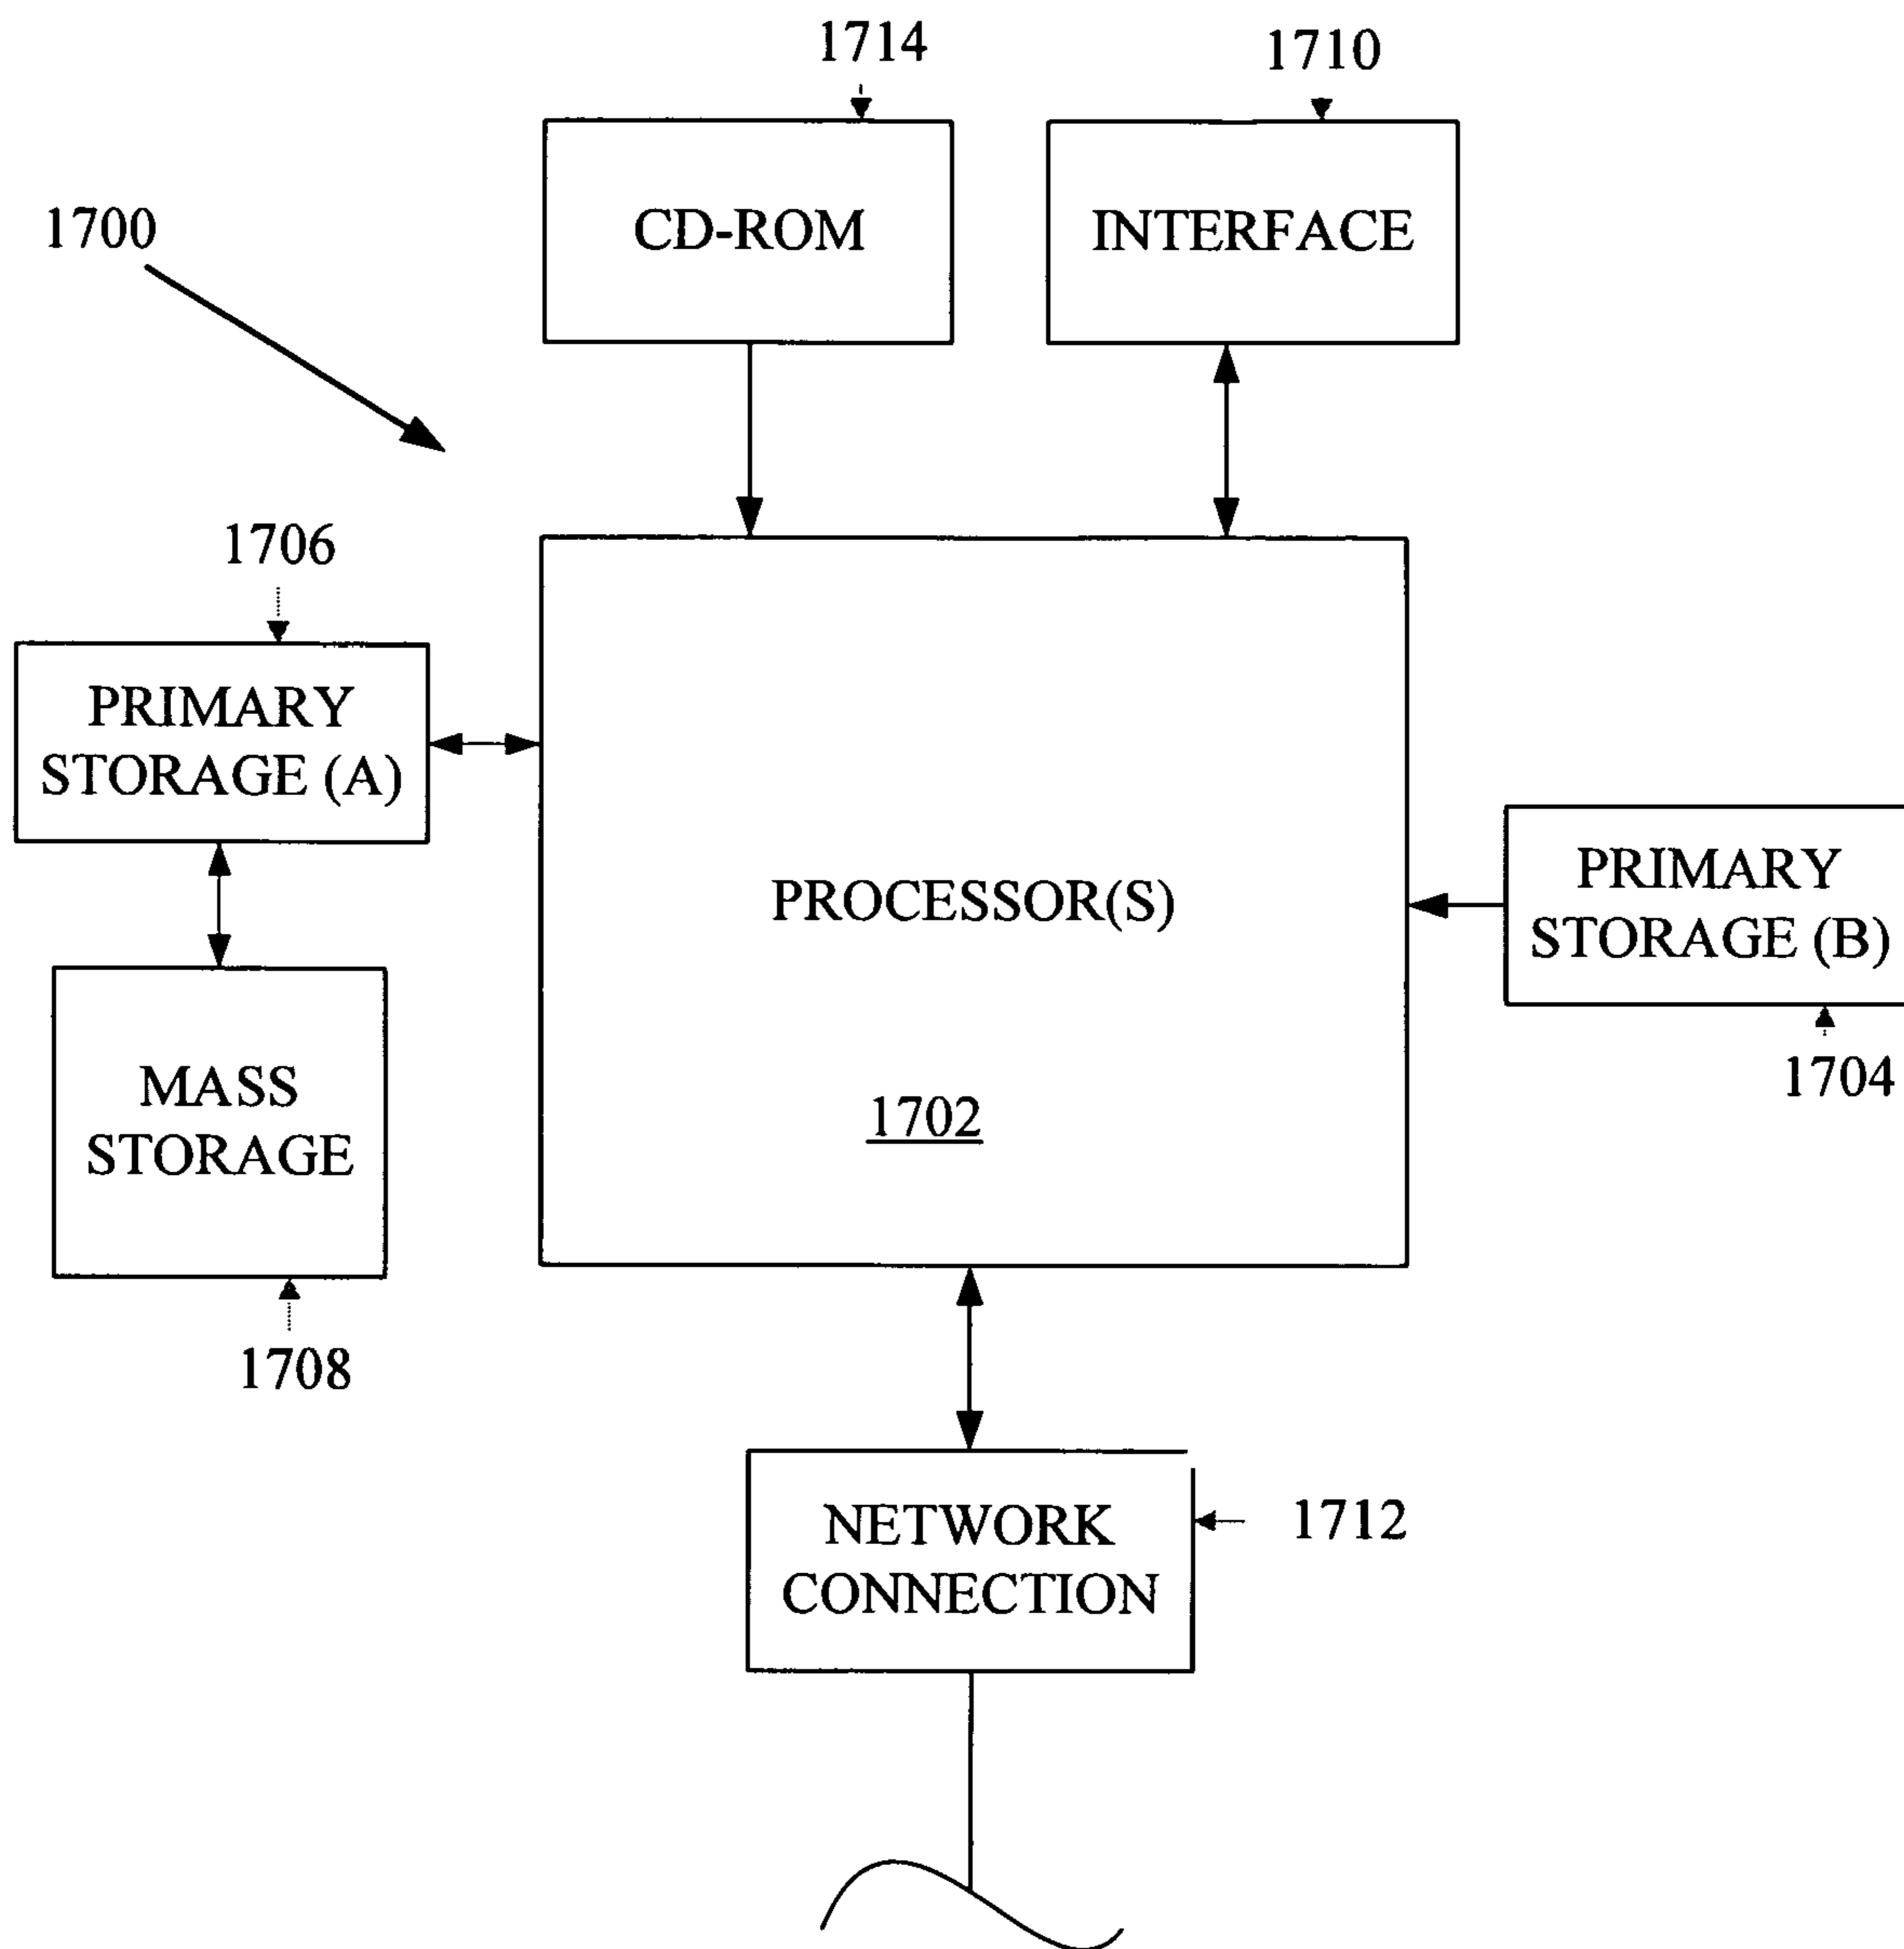 1714
1710
1700
CD-ROM
INTERFACE
1706
PRIMARY
STORAGE (A)
PROCESSOR(S)
1702
PRIMARY
STORAGE (B)
1704
MASS
STORAGE
1708
NETWORK
CONNECTION
1712